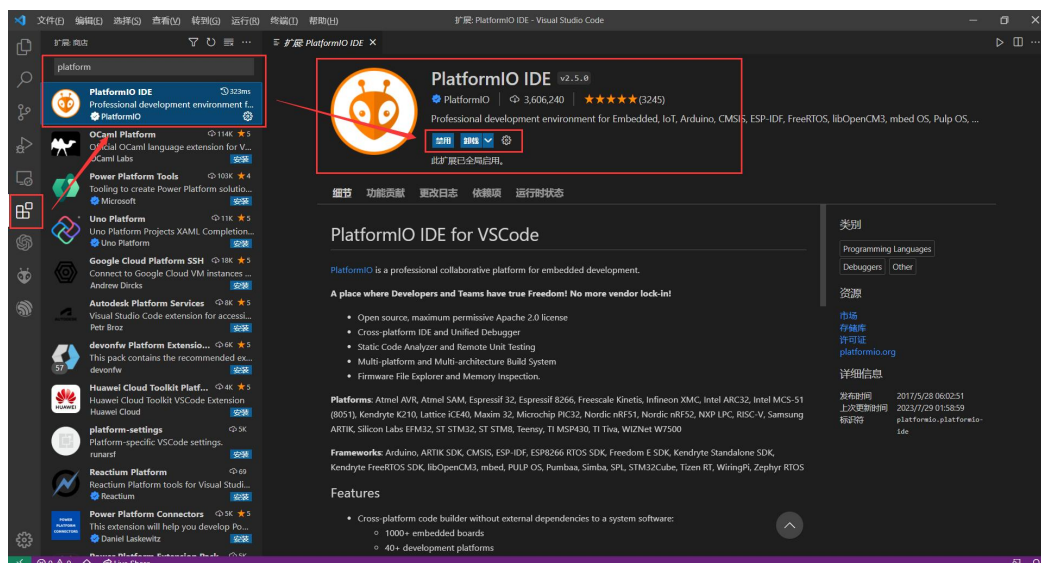 文件(F) 编辑(E) 选择(S) 查看(V) 转到(G) 运行(R) 终端(T) 帮助(H) 扩展: PlatformIO IDE - Visual Studio Code
扩展: 商店
扩展: PlatformIO IDE
platform
PlatformIO IDE 323ms
Professional development environment f...
PlatformIO
OCaml Platform 114K 5
Official OCaml language extension for V...
OCaml Labs 安装
Power Platform Tools 103K 4
Tooling to create Power Platform solutio...
Microsoft 安装
Uno Platform 11K 5
Uno Platform Projects XAML Completion...
Uno Platform 安装
Google Cloud Platform SSH 18K 5
Connect to Google Cloud VM instances ...
Andrew Dircks 安装
Autodesk Platform Services 8K 5
Visual Studio Code extension for accessi...
Petr Broz 安装
devonfw Platform Extensio... 6K 5
This pack contains the recommended ex...
57 devonfw 安装
Huawei Cloud Toolkit Platf... 4K 5
Huawei Cloud Toolkit VSCode Extension
HUAWEI Huawei Cloud 安装
platform-settings 5K
Platform-specific VSCode settings.
runarsf 安装
Reactium Platform 69
Reactium Platform tools for Visual Studi...
Reactium 安装
Power Platform Connectors 5K 5
This extension will help you develop Po...
POWER PLATFORM CONNECTORS Daniel Laskewitz 安装
Power Platform Extension Pack 5K
PlatformIO IDE v2.5.0
PlatformIO 3,606,240 (3245)
Professional development environment for Embedded, IoT, Arduino, CMSIS, ESP-IDF, FreeRTOS, libOpenCM3, mbed OS, Pulp OS, ...
禁用 卸载
此扩展已全局启用。
细节 功能贡献 更改日志 依赖项 运行时状态
PlatformIO IDE for VSCode
PlatformIO is a professional collaborative platform for embedded development.
A place where Developers and Teams have true Freedom! No more vendor lock-in!
• Open source, maximum permissive Apache 2.0 license
• Cross-platform IDE and Unified Debugger
• Static Code Analyzer and Remote Unit Testing
• Multi-platform and Multi-architecture Build System
• Firmware File Explorer and Memory Inspection.
Platforms: Atmel AVR, Atmel SAM, Espressif 32, Espressif 8266, Freescale Kinetis, Infineon XMC, Intel ARC32, Intel MCS-51
(8051), Kendryte K210, Lattice iCE40, Maxim 32, Microchip PIC32, Nordic nRF51, Nordic nRF52, NXP LPC, RISC-V, Samsung
ARTIK, Silicon Labs EFM32, ST STM32, ST STM8, Teensy, TI MSP430, TI Tiva, WIZNet W7500
Frameworks: Arduino, ARTIK SDK, CMSIS, ESP-IDF, ESP8266 RTOS SDK, Freedom E SDK, Kendryte Standalone SDK,
Kendryte FreeRTOS SDK, libOpenCM3, mbed, PULP OS, Pumbaa, Simba, SPL, STM32Cube, Tizen RT, WiringPi, Zephyr RTOS
Features
• Cross-platform code builder without external dependencies to a system software:
◦ 1000+ embedded boards
◦ 40+ development platforms
类别
Programming Languages
Debuggers Other
资源
市场
存储库
许可证
platformio.org
详细信息
发布时间 2017/5/28 06:02:51
上次更新时间 2023/7/29 01:58:59
标识符 platformio.platformio-
ide
0 0 Live Share